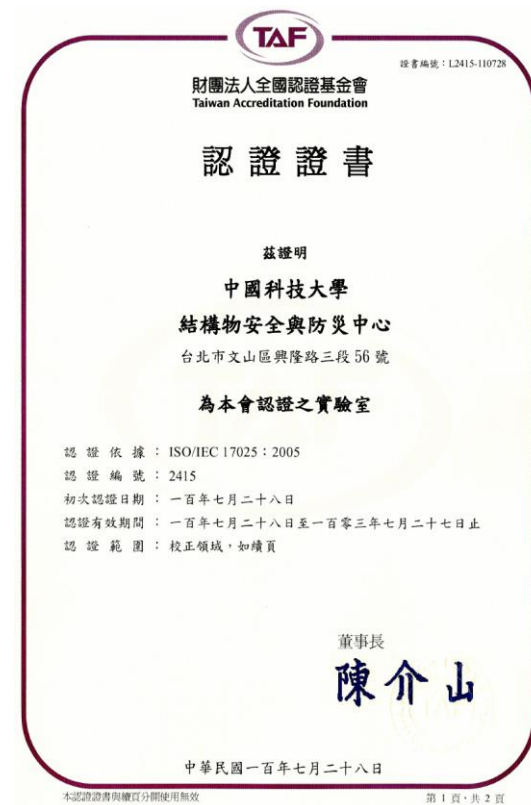 TAF
證書編號：L2415-110728
財團法人全國認證基金會
Taiwan Accreditation Foundation
認證證書
茲證明
中國科技大學
結構物安全與防災中心
台北市文山區興隆路三段 56 號
為本會認證之實驗室
認證依據：ISO/IEC 17025：2005
認證編號：2415
初次認證日期：一百年七月二十八日
認證有效期間：一百年七月二十八日至一百零三年七月二十七日止
認證範圍：校正領域，如續頁
董事長
陳介山
中華民國一百年七月二十八日
本認證證書與續頁分開使用無效
第 1 頁，共 2 頁